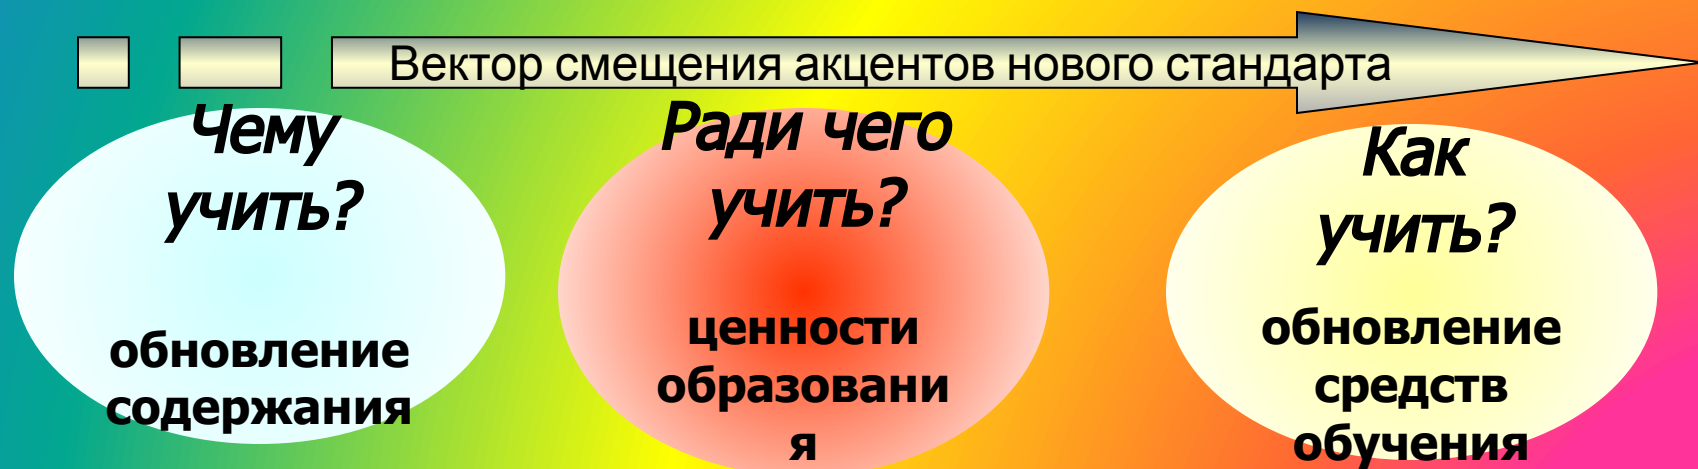 Вектор смещения акцентов нового стандарта
Чему
учить?
обновление
содержания
Ради чего
учить?
ценности
образовани
я
Как
учить?
обновление
средств
обучения